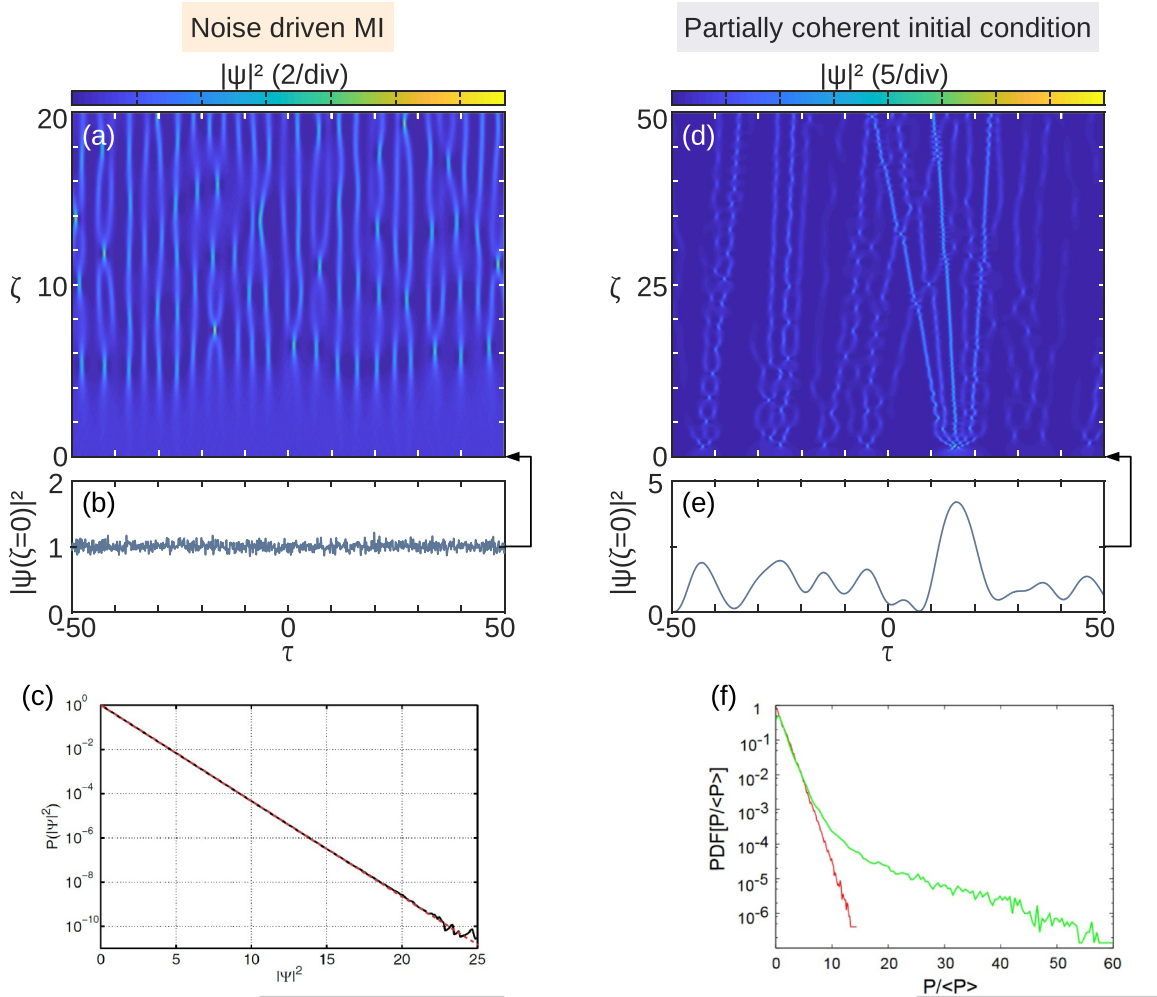 Noise driven MI
|ψ|² (2/div)
(a)
20
10
0
ζ
(b)
2
1
0
|ψ(ζ=0)|²
-50 0 50
τ
(c)
10⁰
10⁻²
10⁻⁴
10⁻⁶
10⁻⁸
10⁻¹⁰
P(|Ψ|²)
0 5 10 15 20 25
|Ψ|²
Partially coherent initial condition
|ψ|² (5/div)
(d)
50
25
0
ζ
(e)
5
0
|ψ(ζ=0)|²
-50 0 50
τ
(f)
1
10⁻¹
10⁻²
10⁻³
10⁻⁴
10⁻⁵
10⁻⁶
PDF[P/<P>]
0 10 20 30 40 50 60
P/<P>